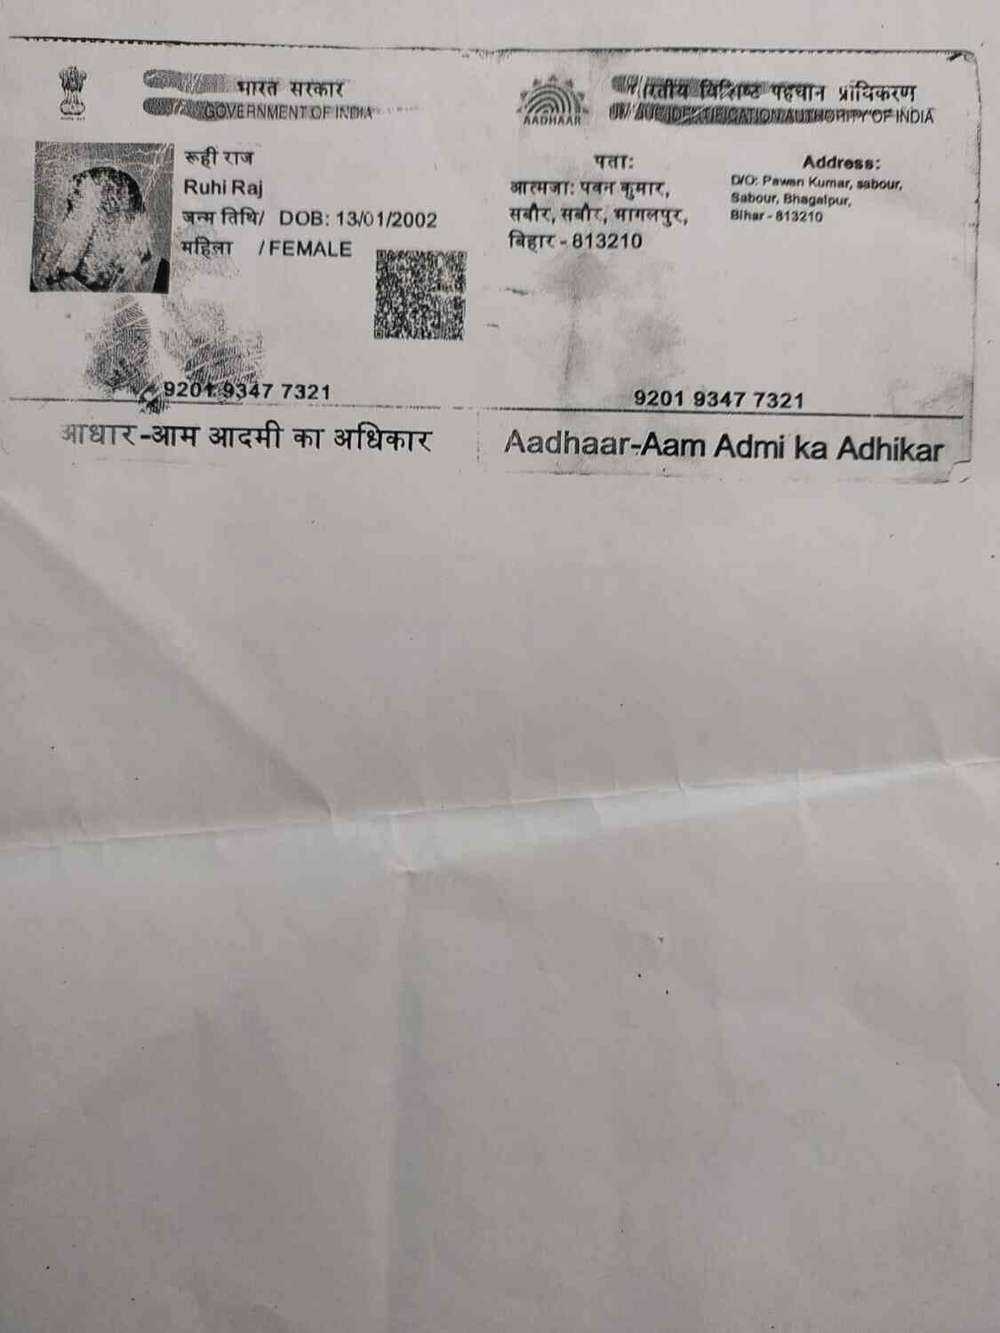 भारत सरकार
GOVERNMENT OF INDIA
रूही राज
Ruhi Raj
जन्म तिथि/ DOB: 13/01/2002
महिला / FEMALE
9201 9347 7321
आधार-आम आदमी का अधिकार
विशिष्ट पहचान प्राधिकरण
AUTHORITY OF INDIA
AADHAAR
पता:
आत्मजा: पवन कुमार,
सबौर, सबौर, भागलपुर,
बिहार - 813210
Address:
D/O: Pawan Kumar, sabour,
Sabour, Bhagalpur,
Bihar - 813210
9201 9347 7321
Aadhaar-Aam Admi ka Adhikar